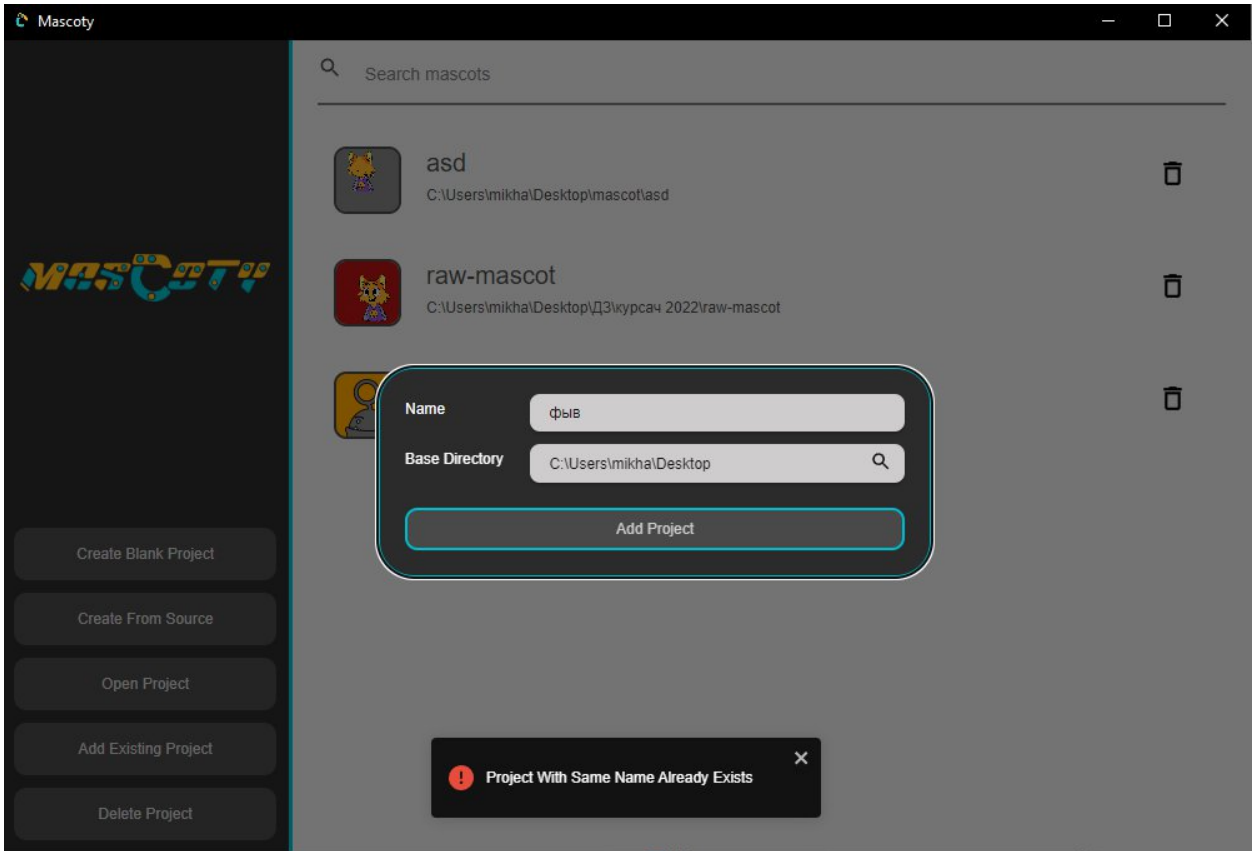 Mascoty
Search mascots
asd
C:\Users\mikha\Desktop\mascot\asd
MASCOTY
raw-mascot
C:\Users\mikha\Desktop\ДЗ\курсач 2022\raw-mascot
Name
фыв
Base Directory
C:\Users\mikha\Desktop
Add Project
Create Blank Project
Create From Source
Open Project
Add Existing Project
Delete Project
Project With Same Name Already Exists